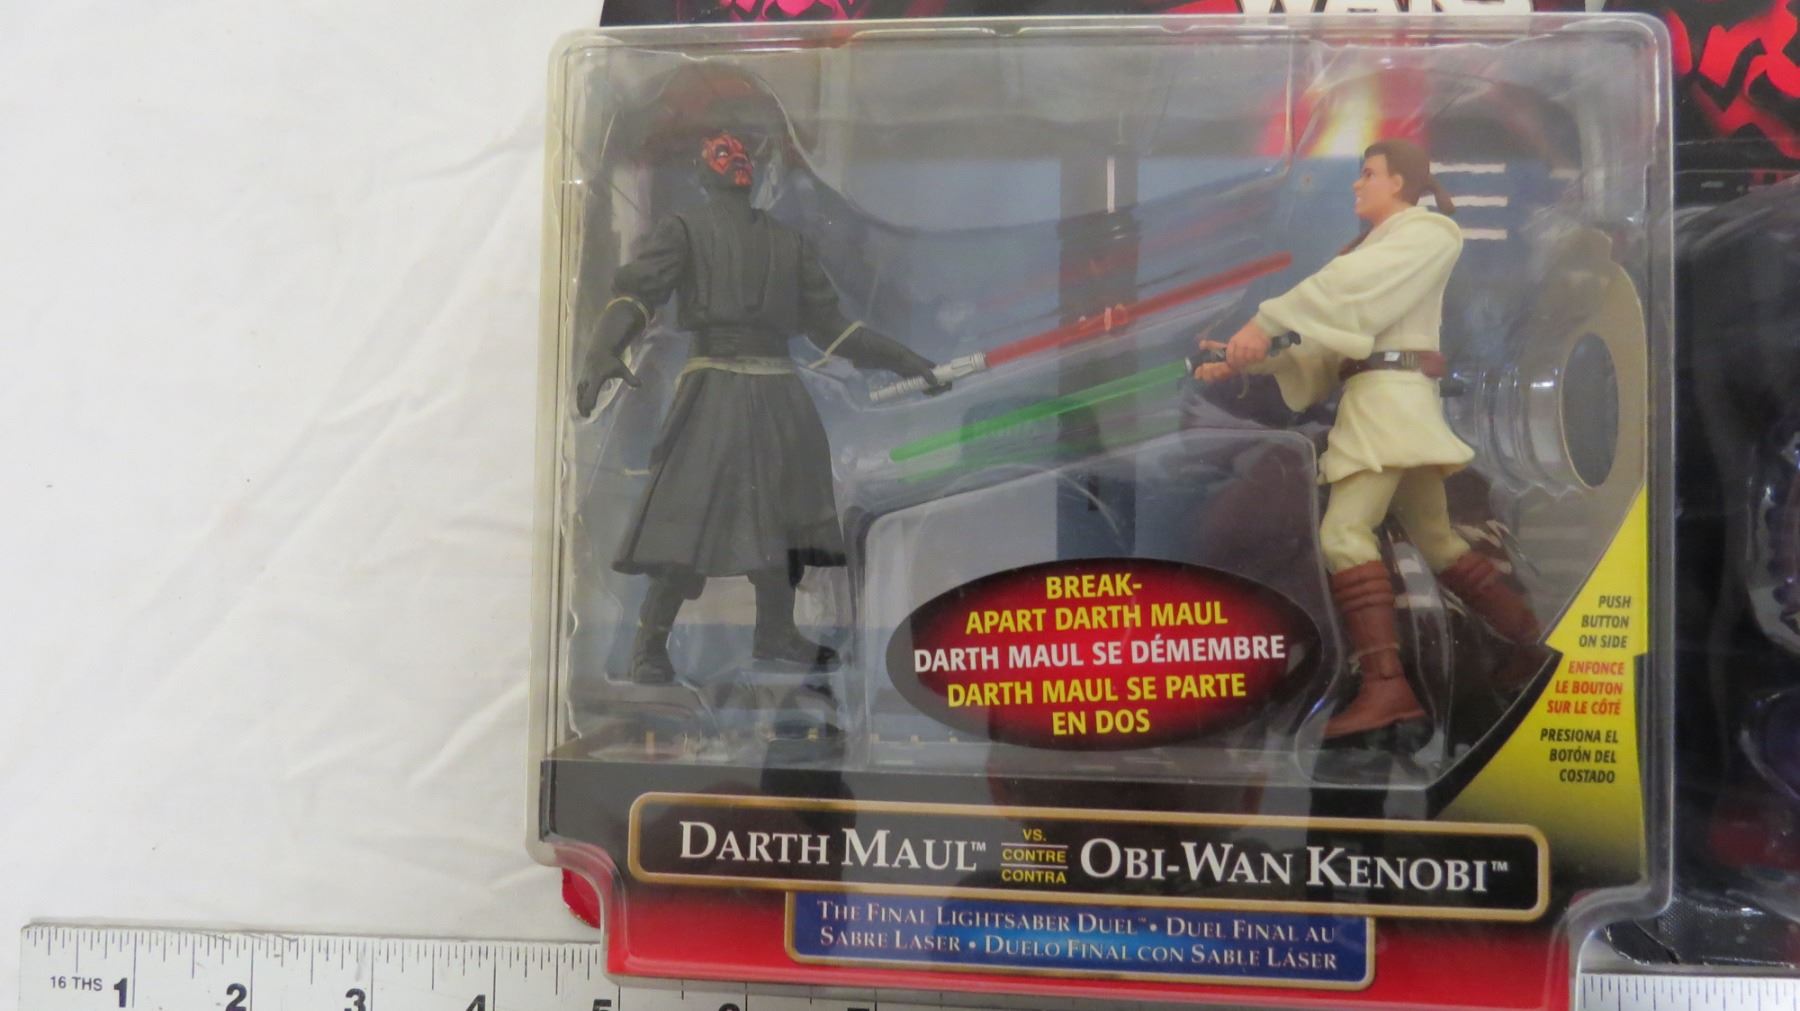 WARS
BREAK-
APART DARTH MAUL
DARTH MAUL SE DÉMEMBRE
DARTH MAUL SE PARTE
EN DOS
PUSH
BUTTON
ON SIDE
ENFONCE
LE BOUTON
SUR LE CÔTÉ
PRESIONA EL
BOTÓN DEL
COSTADO
DARTH MAUL™ VS. CONTRE CONTRA OBI-WAN KENOBI™
THE FINAL LIGHTSABER DUEL™ • DUEL FINAL AU
SABRE LASER • DUELO FINAL CON SABLE LÁSER
16 THS 1 2 3 4 5 6 7